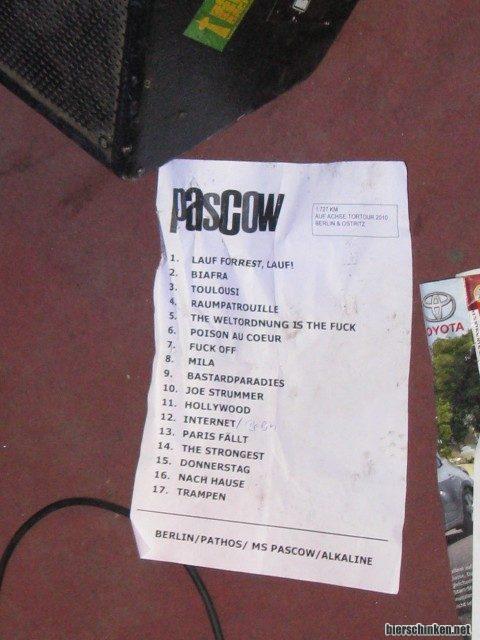 pascow
1.727 KM
AUF ACHSE TORTOUR 2010
BERLIN & OSTRITZ
1. LAUF FORREST, LAUF!
2. BIAFRA
3. TOULOUSI
4. RAUMPATROUILLE
5. THE WELTORDNUNG IS THE FUCK
6. POISON AU COEUR
7. FUCK OFF
8. MILA
9. BASTARDPARADIES
10. JOE STRUMMER
11. HOLLYWOOD
12. INTERNET/
13. PARIS FÄLLT
14. THE STRONGEST
15. DONNERSTAG
16. NACH HAUSE
17. TRAMPEN
BERLIN/PATHOS/ MS PASCOW/ALKALINE
TOYOTA
bierschinken.net